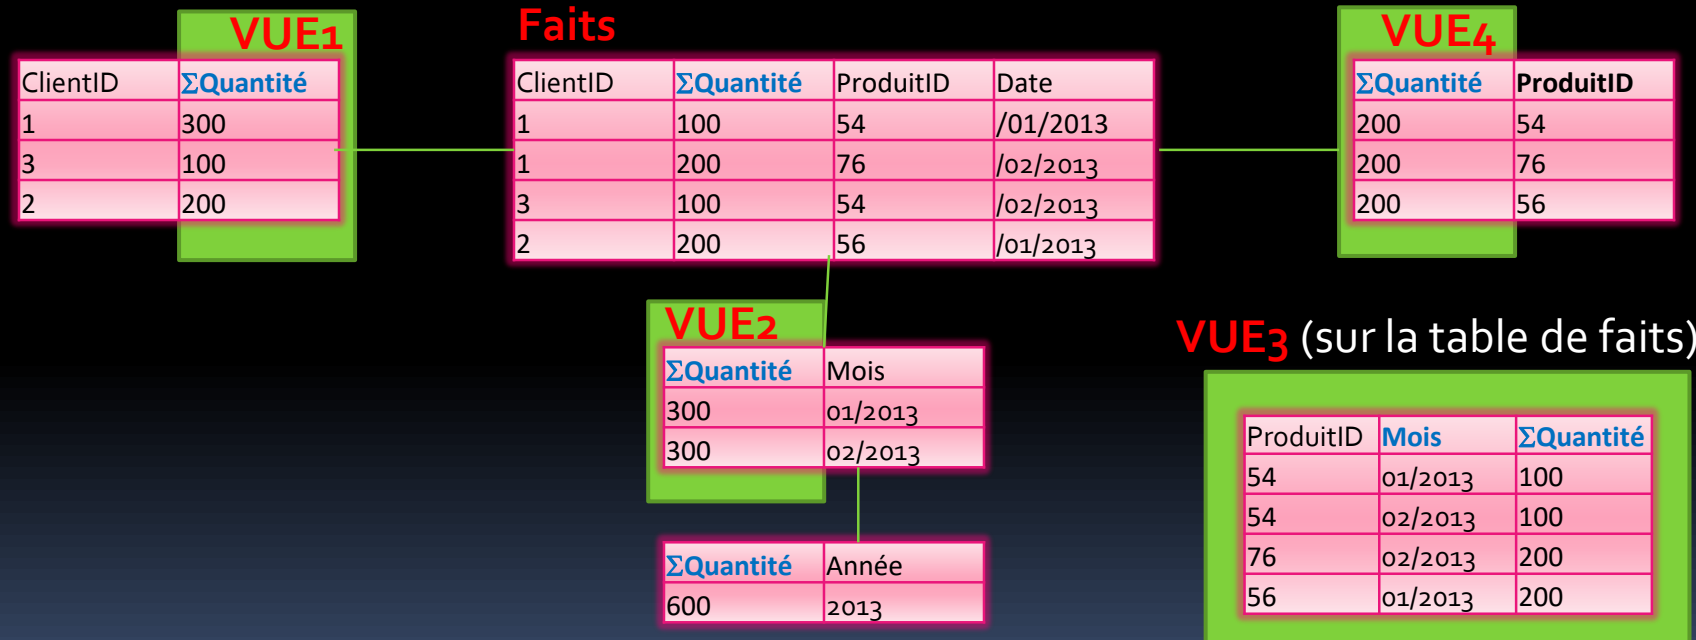 VUE1
ClientID ΣQuantité
1 300
3 100
2 200
Faits
ClientID ΣQuantité ProduitID Date
1 100 54 /01/2013
1 200 76 /02/2013
3 100 54 /02/2013
2 200 56 /01/2013
VUE4
ΣQuantité ProduitID
200 54
200 76
200 56
VUE2
ΣQuantité Mois
300 01/2013
300 02/2013
ΣQuantité Année
600 2013
VUE3 (sur la table de faits)
ProduitID Mois ΣQuantité
54 01/2013 100
54 02/2013 100
76 02/2013 200
56 01/2013 200